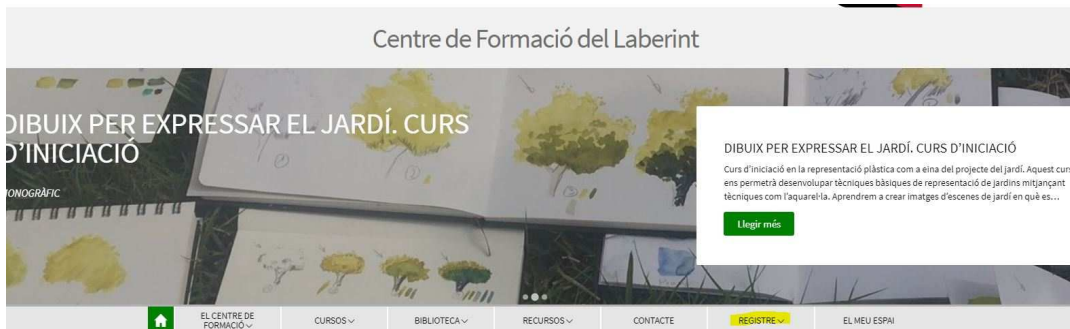 Centre de Formació del Laberint
DIBUIX PER EXPRESSAR EL JARDÍ. CURS
D'INICIACIÓ
MONOGRÀFIC
DIBUIX PER EXPRESSAR EL JARDÍ. CURS D'INICIACIÓ
Curs d'iniciació en la representació plàstica com a eina del projecte del jardí. Aquest curs
ens permetrà desenvolupar tècniques bàsiques de representació de jardins mitjançant
tècniques com l'aquarel·la. Aprendrem a crear imatges d'escenes de jardí en què es...
Llegir més
EL CENTRE DE
FORMACIÓ
CURSOS
BIBLIOTECA
RECURSOS
CONTACTE
REGISTRE
EL MEU ESPAI